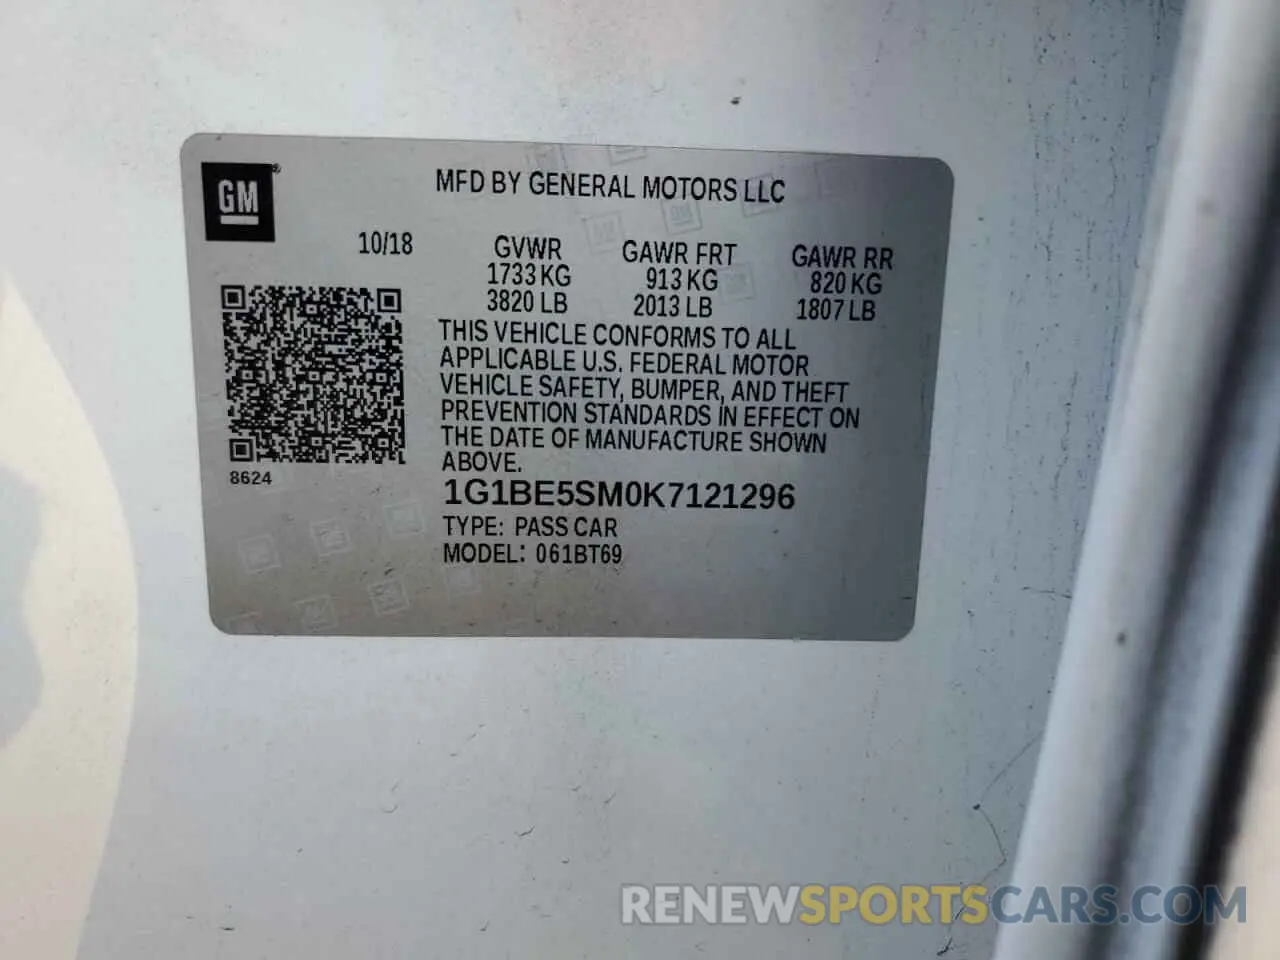 GM
MFD BY GENERAL MOTORS LLC
10/18
GVWR
1733 KG
3820 LB
GAWR FRT
913 KG
2013 LB
GAWR RR
820 KG
1807 LB
THIS VEHICLE CONFORMS TO ALL
APPLICABLE U.S. FEDERAL MOTOR
VEHICLE SAFETY, BUMPER, AND THEFT
PREVENTION STANDARDS IN EFFECT ON
THE DATE OF MANUFACTURE SHOWN
ABOVE.
8624
1G1BE5SM0K7121296
TYPE: PASS CAR
MODEL: 061BT69
RENEWSPORTSCARS.COM